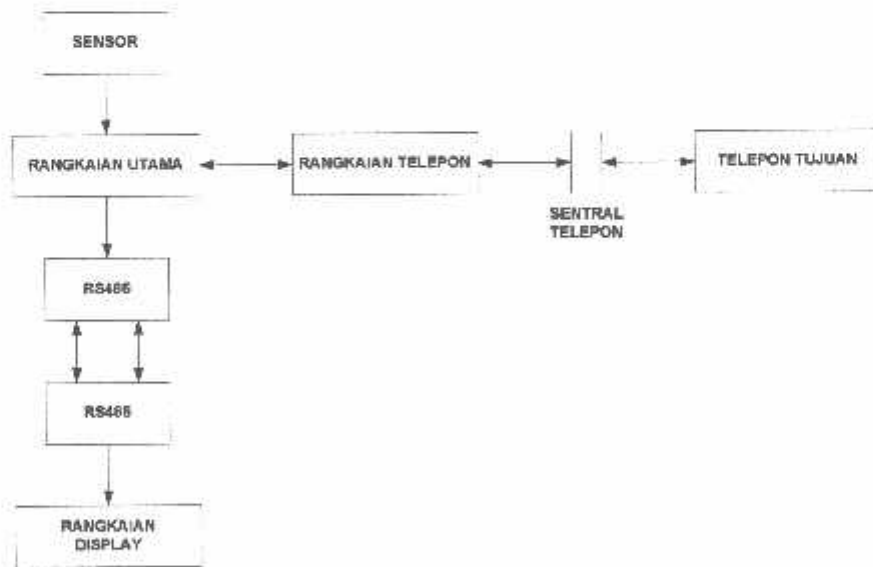 SENSOR
RANGKAIAN UTAMA
RANGKAIAN TELEPON
TELEPON TUJUAN
SENTRAL
TELEPON
RS485
RS485
RANGKAIAN
DISPLAY